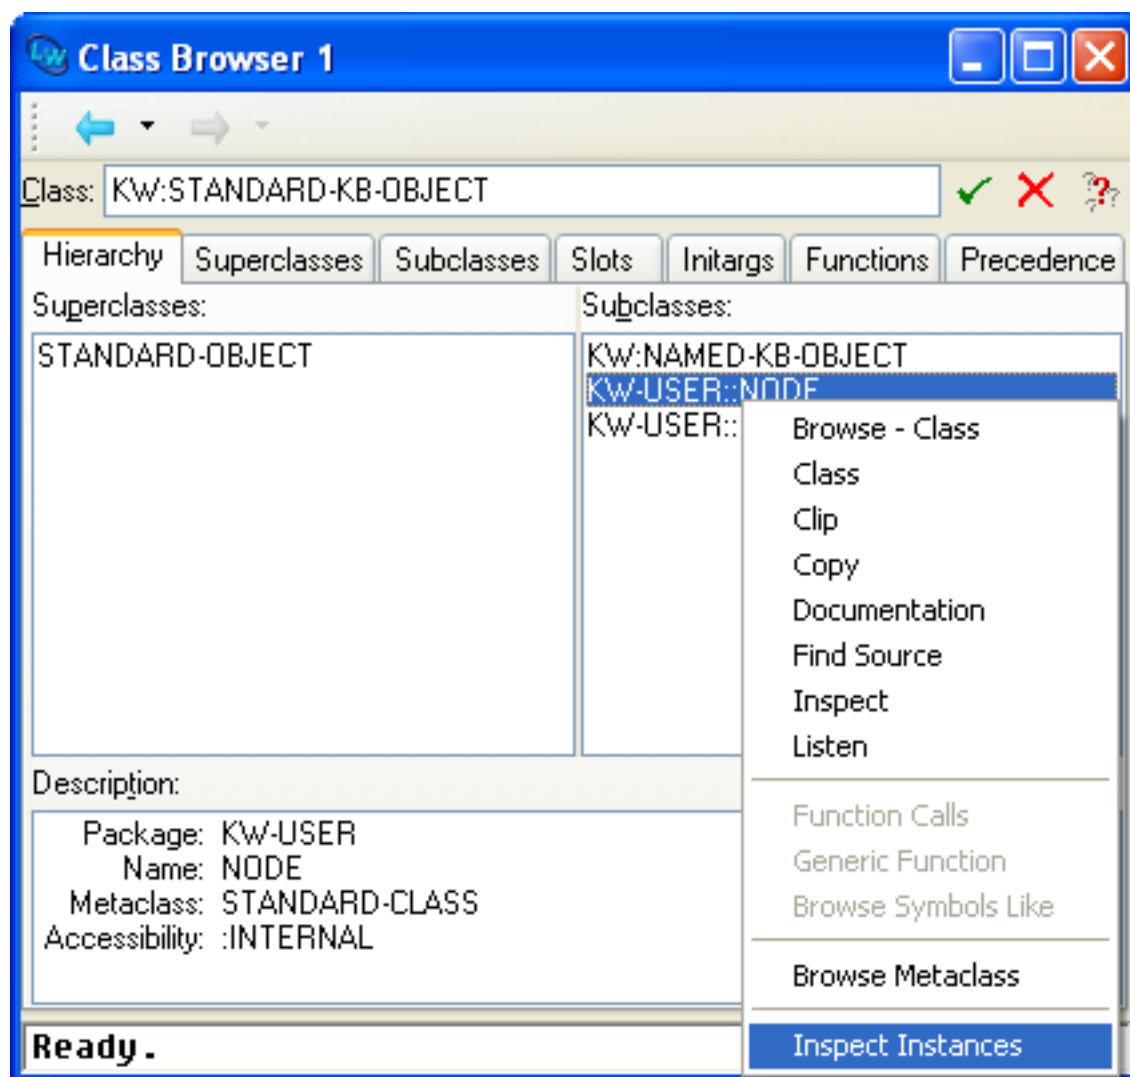 Class Browser 1
Class: KW:STANDARD-KB-OBJECT
Hierarchy Superclasses Subclasses Slots Initargs Functions Precedence
Superclasses:
STANDARD-OBJECT
Subclasses:
KW:NAMED-KB-OBJECT
KW-USER::NODE
KW-USER::
Browse - Class
Class
Clip
Copy
Documentation
Find Source
Inspect
Listen
Function Calls
Generic Function
Browse Symbols Like
Browse Metaclass
Inspect Instances
Description:
Package: KW-USER
Name: NODE
Metaclass: STANDARD-CLASS
Accessibility: :INTERNAL
Ready.